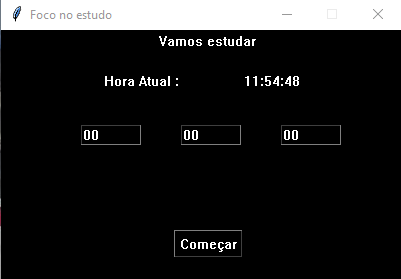 Foco no estudo
Vamos estudar
Hora Atual : 11:54:48
00 00 00
Começar